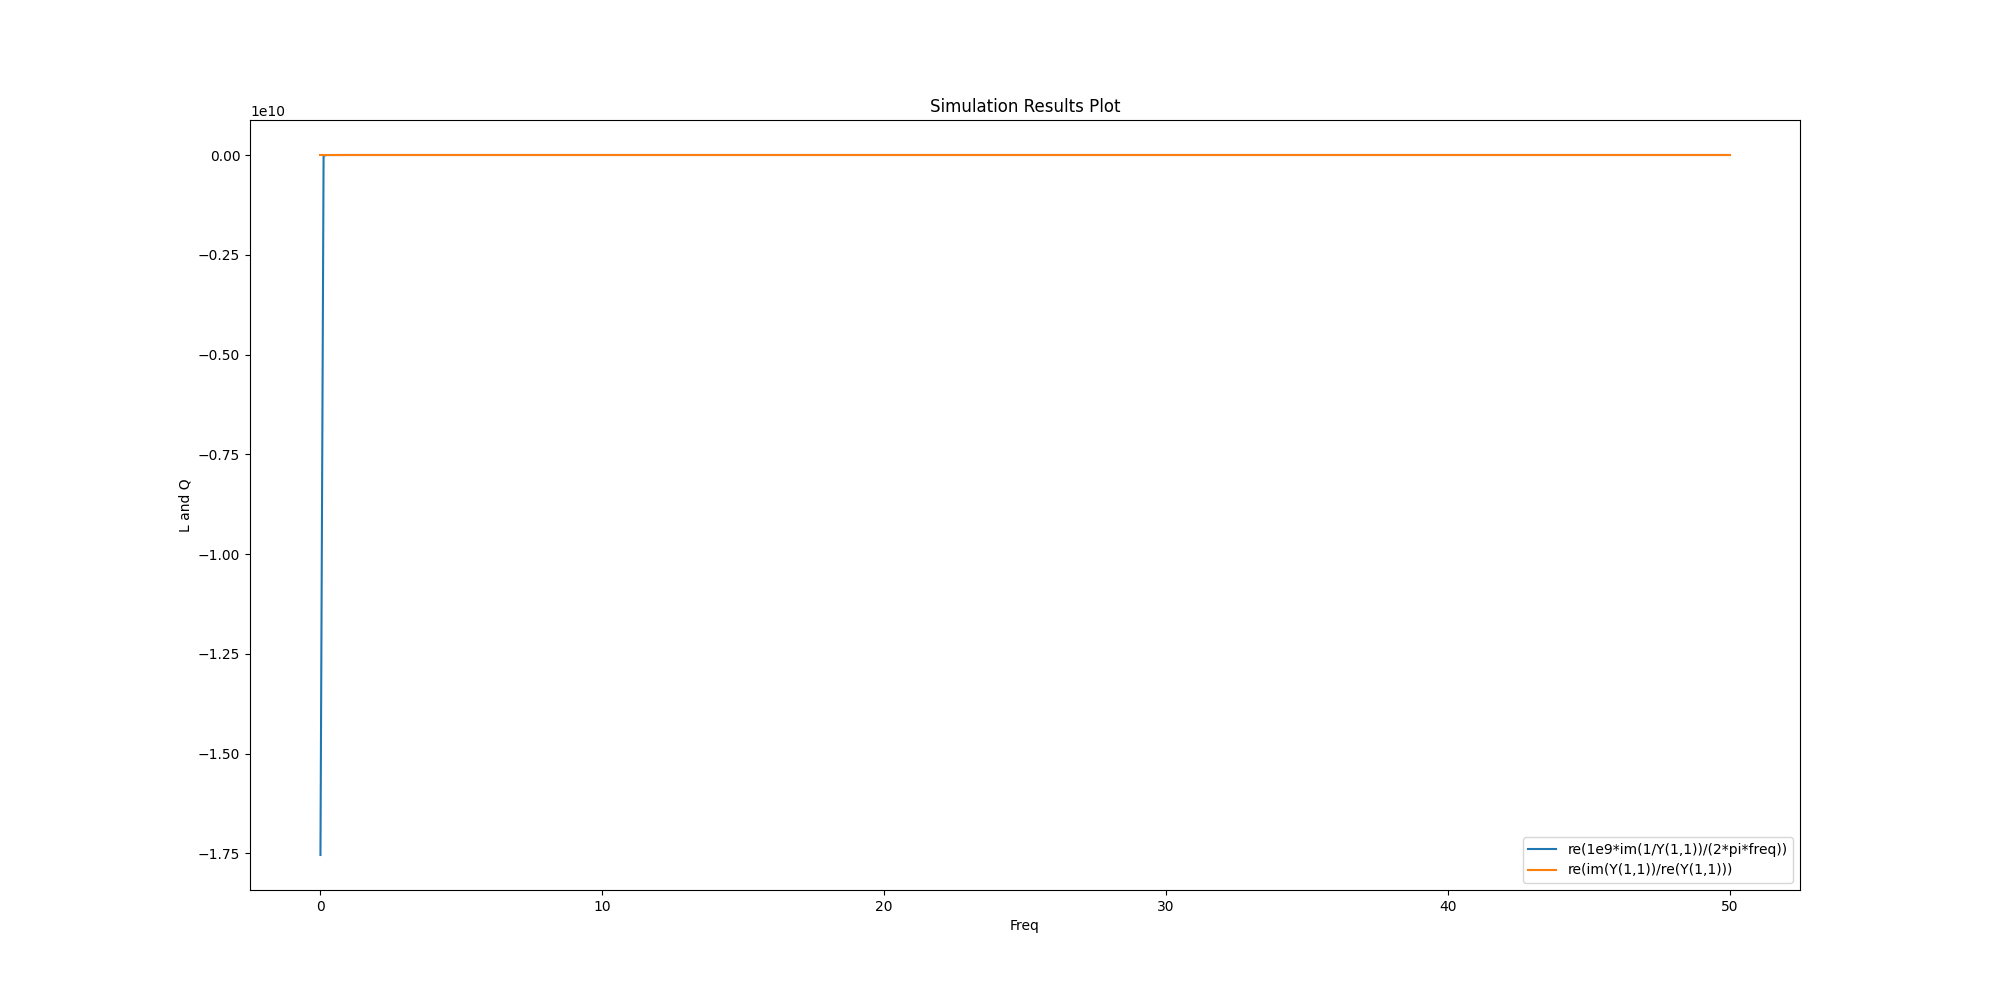 Simulation Results Plot
1e10
0.00
−0.25
−0.50
−0.75
−1.00
−1.25
−1.50
−1.75
L and Q
0 10 20 30 40 50
Freq
re(1e9*im(1/Y(1,1))/(2*pi*freq))
re(im(Y(1,1))/re(Y(1,1)))